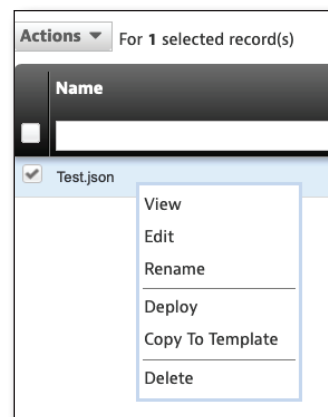 Actions For 1 selected record(s)
Name
Test.json
View
Edit
Rename
Deploy
Copy To Template
Delete